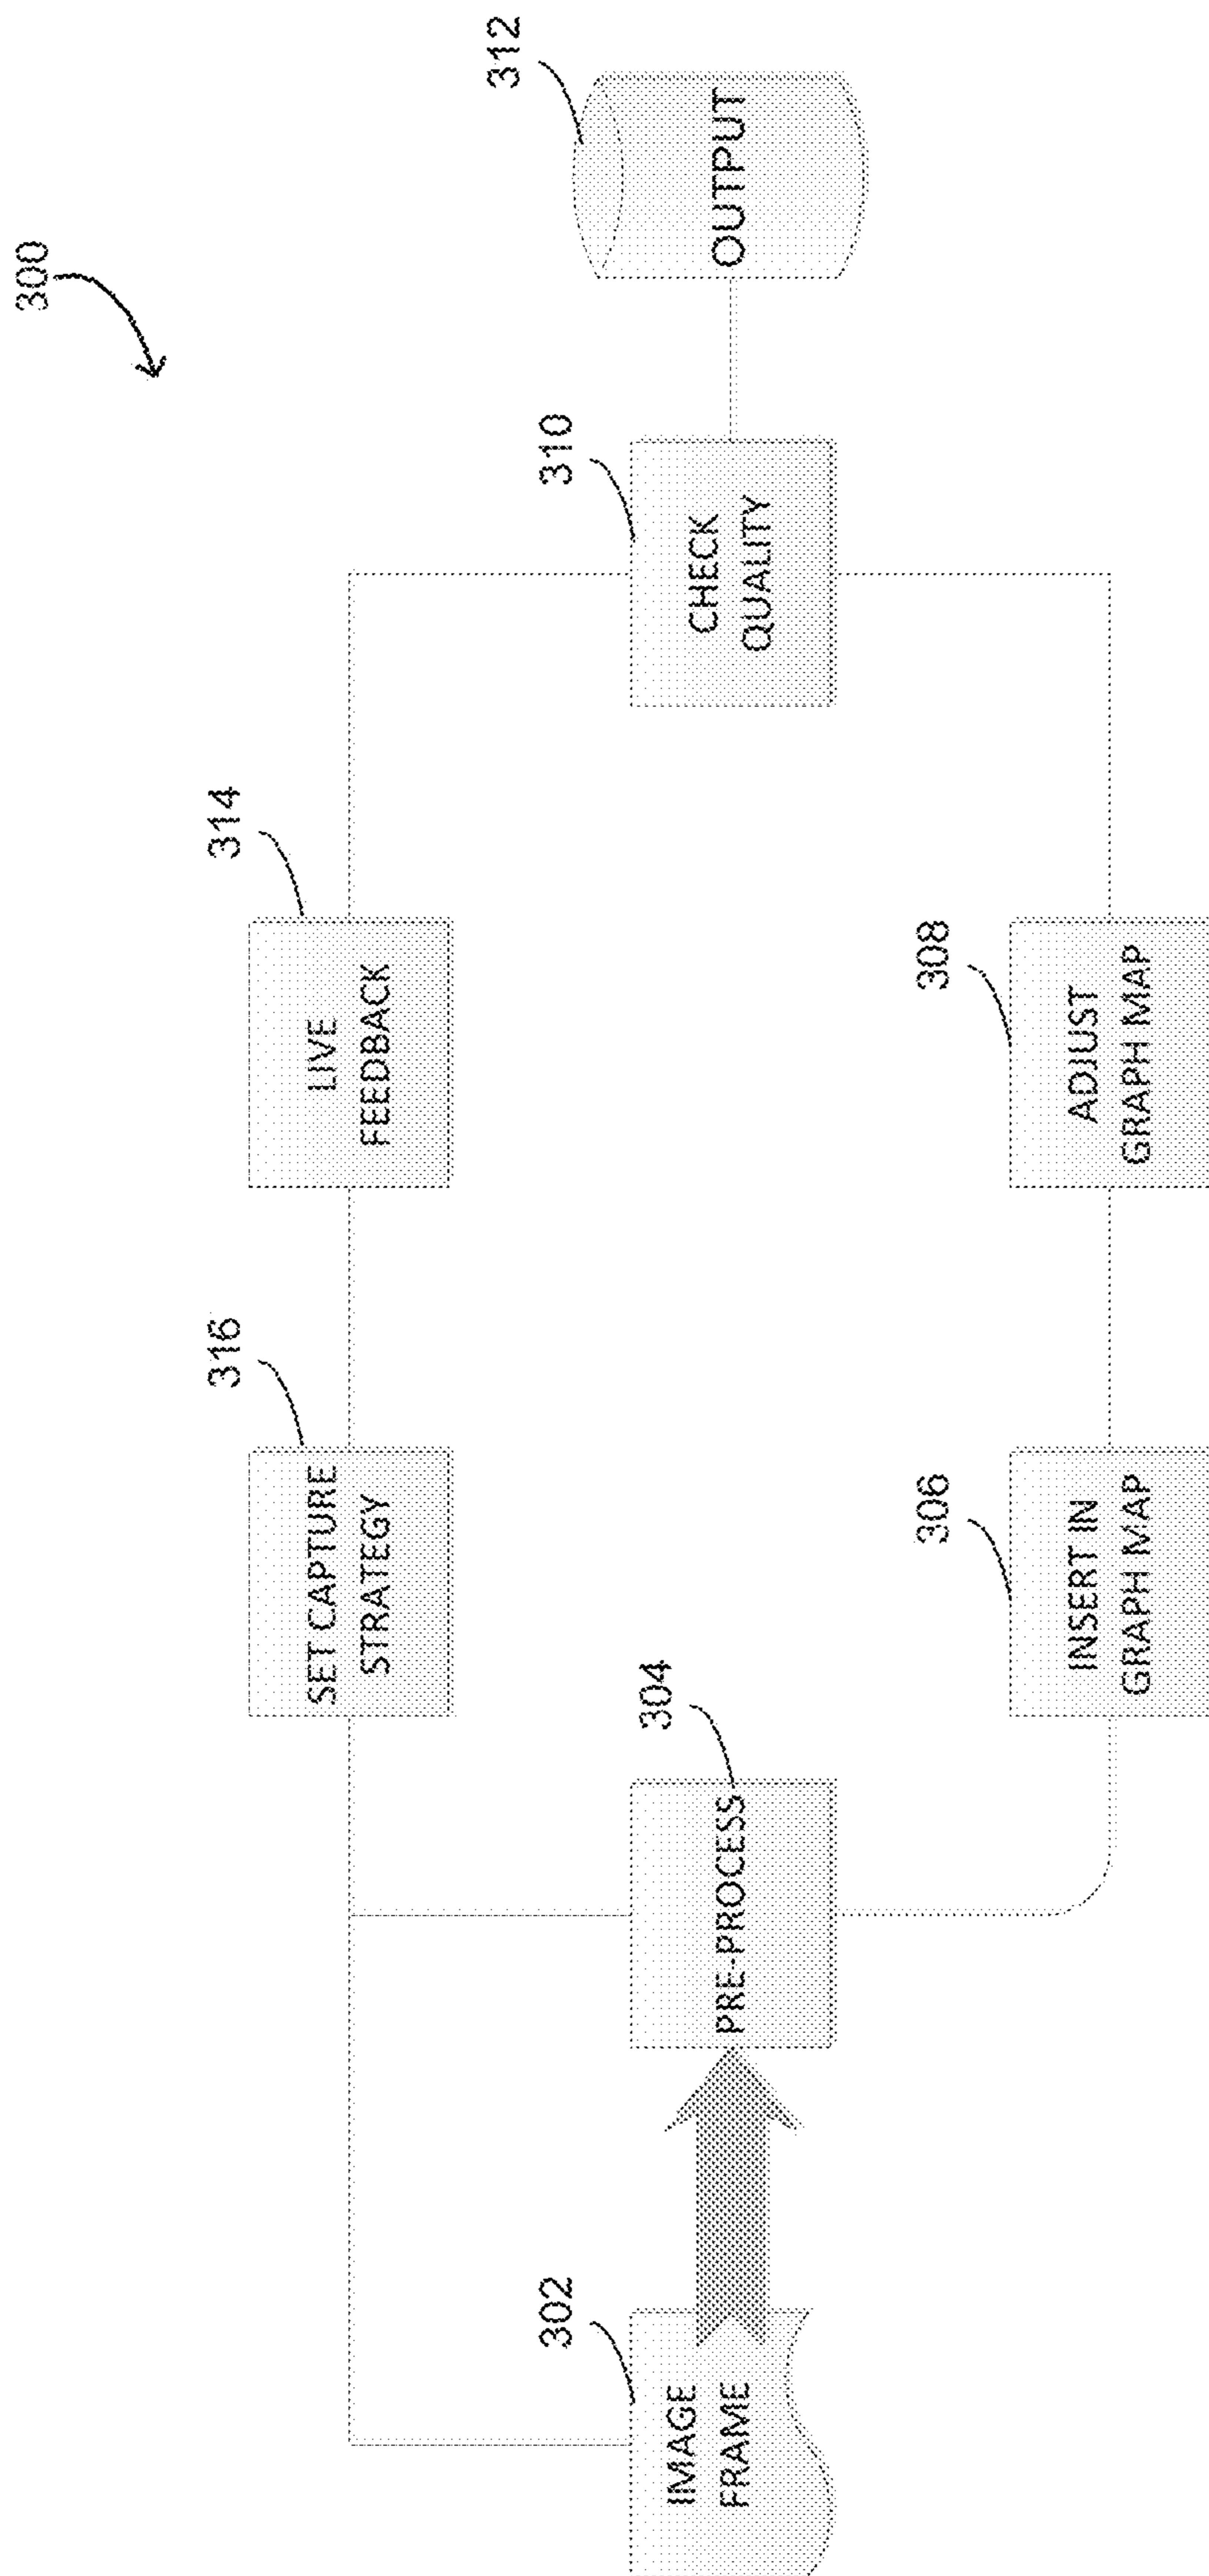 300
316
SET CAPTURE
STRATEGY
314
LIVE
FEEDBACK
302
IMAGE
FRAME
304
PRE-PROCESS
310
CHECK
QUALITY
312
OUTPUT
306
INSERT IN
GRAPH MAP
308
ADJUST
GRAPH MAP